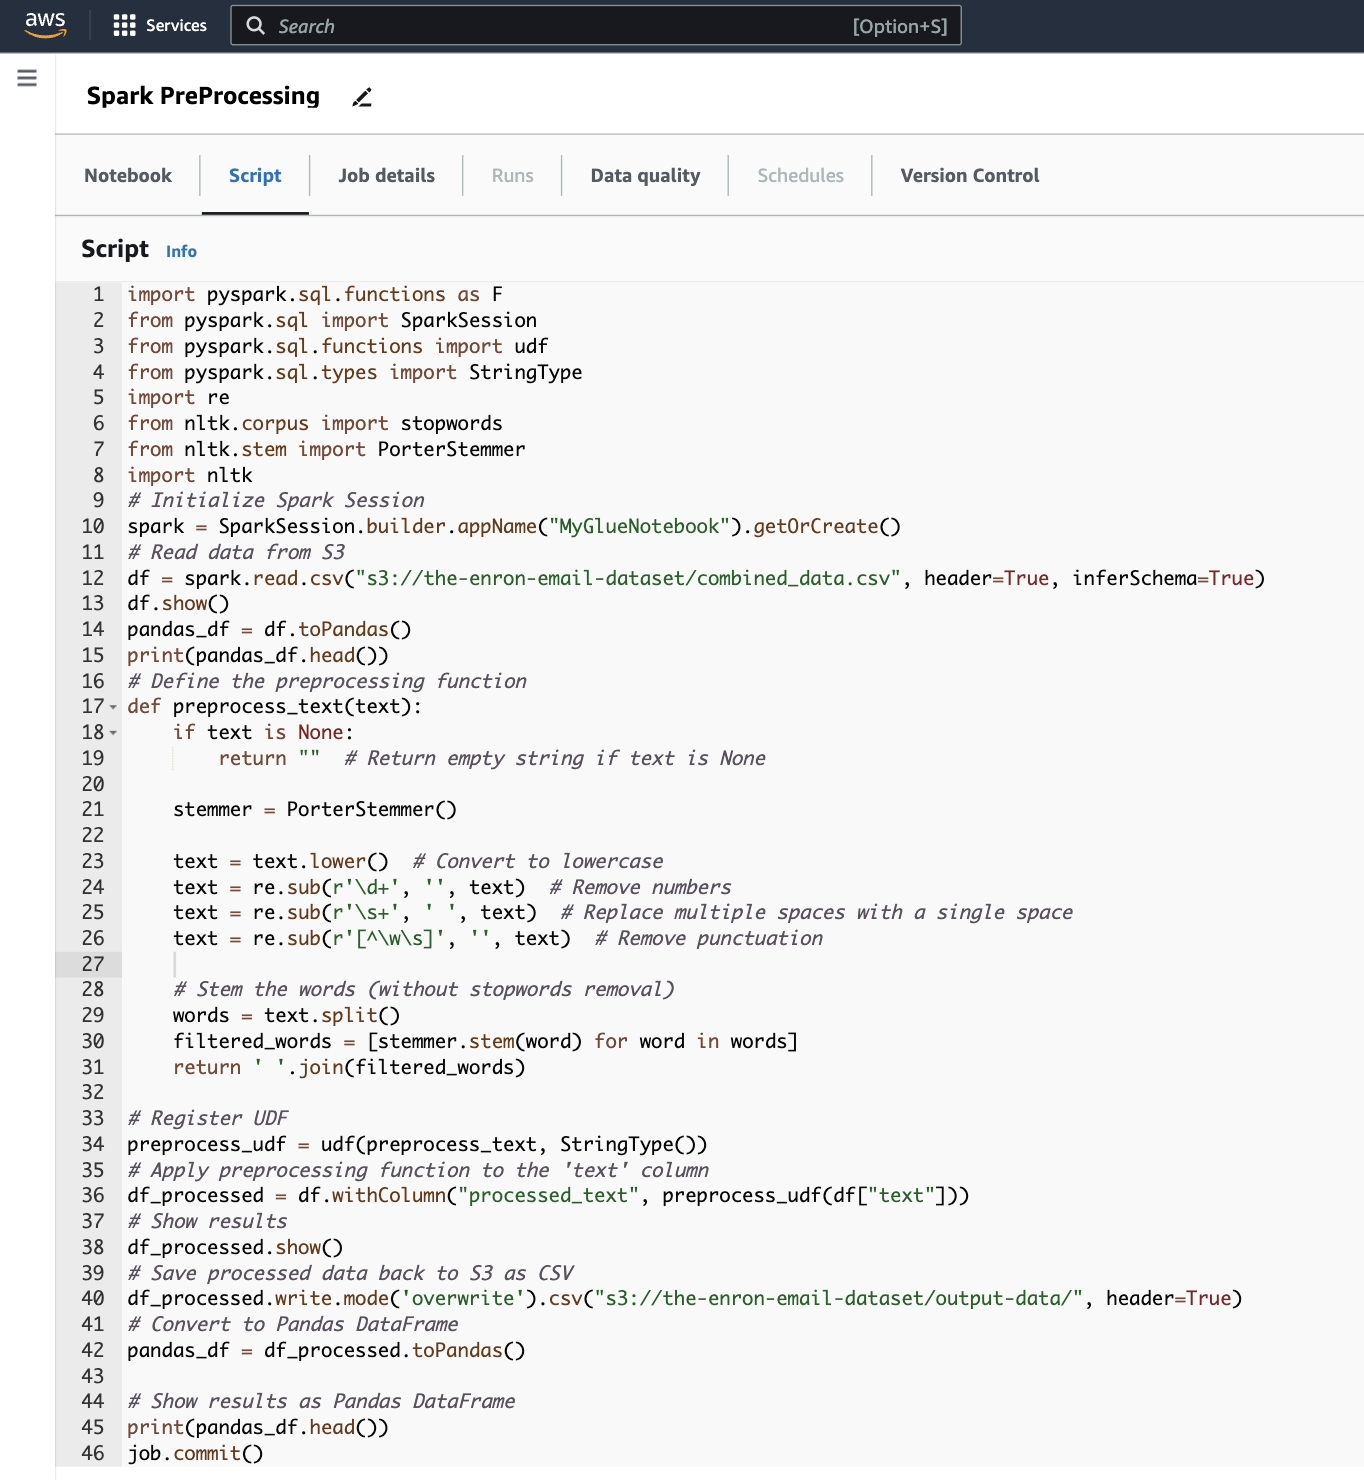 aws Services Search [Option+S]
Spark PreProcessing
Notebook Script Job details Runs Data quality Schedules Version Control
Script Info
1 import pyspark.sql.functions as F
2 from pyspark.sql import SparkSession
3 from pyspark.sql.functions import udf
4 from pyspark.sql.types import StringType
5 import re
6 from nltk.corpus import stopwords
7 from nltk.stem import PorterStemmer
8 import nltk
9 # Initialize Spark Session
10 spark = SparkSession.builder.appName("MyGlueNotebook").getOrCreate()
11 # Read data from S3
12 df = spark.read.csv("s3://the-enron-email-dataset/combined_data.csv", header=True, inferSchema=True)
13 df.show()
14 pandas_df = df.toPandas()
15 print(pandas_df.head())
16 # Define the preprocessing function
17 def preprocess_text(text):
18     if text is None:
19         return ""  # Return empty string if text is None
20
21     stemmer = PorterStemmer()
22
23     text = text.lower()  # Convert to lowercase
24     text = re.sub(r'\d+', '', text)  # Remove numbers
25     text = re.sub(r'\s+', ' ', text)  # Replace multiple spaces with a single space
26     text = re.sub(r'[^\w\s]', '', text)  # Remove punctuation
27
28     # Stem the words (without stopwords removal)
29     words = text.split()
30     filtered_words = [stemmer.stem(word) for word in words]
31     return ' '.join(filtered_words)
32
33 # Register UDF
34 preprocess_udf = udf(preprocess_text, StringType())
35 # Apply preprocessing function to the 'text' column
36 df_processed = df.withColumn("processed_text", preprocess_udf(df["text"]))
37 # Show results
38 df_processed.show()
39 # Save processed data back to S3 as CSV
40 df_processed.write.mode('overwrite').csv("s3://the-enron-email-dataset/output-data/", header=True)
41 # Convert to Pandas DataFrame
42 pandas_df = df_processed.toPandas()
43
44 # Show results as Pandas DataFrame
45 print(pandas_df.head())
46 job.commit()